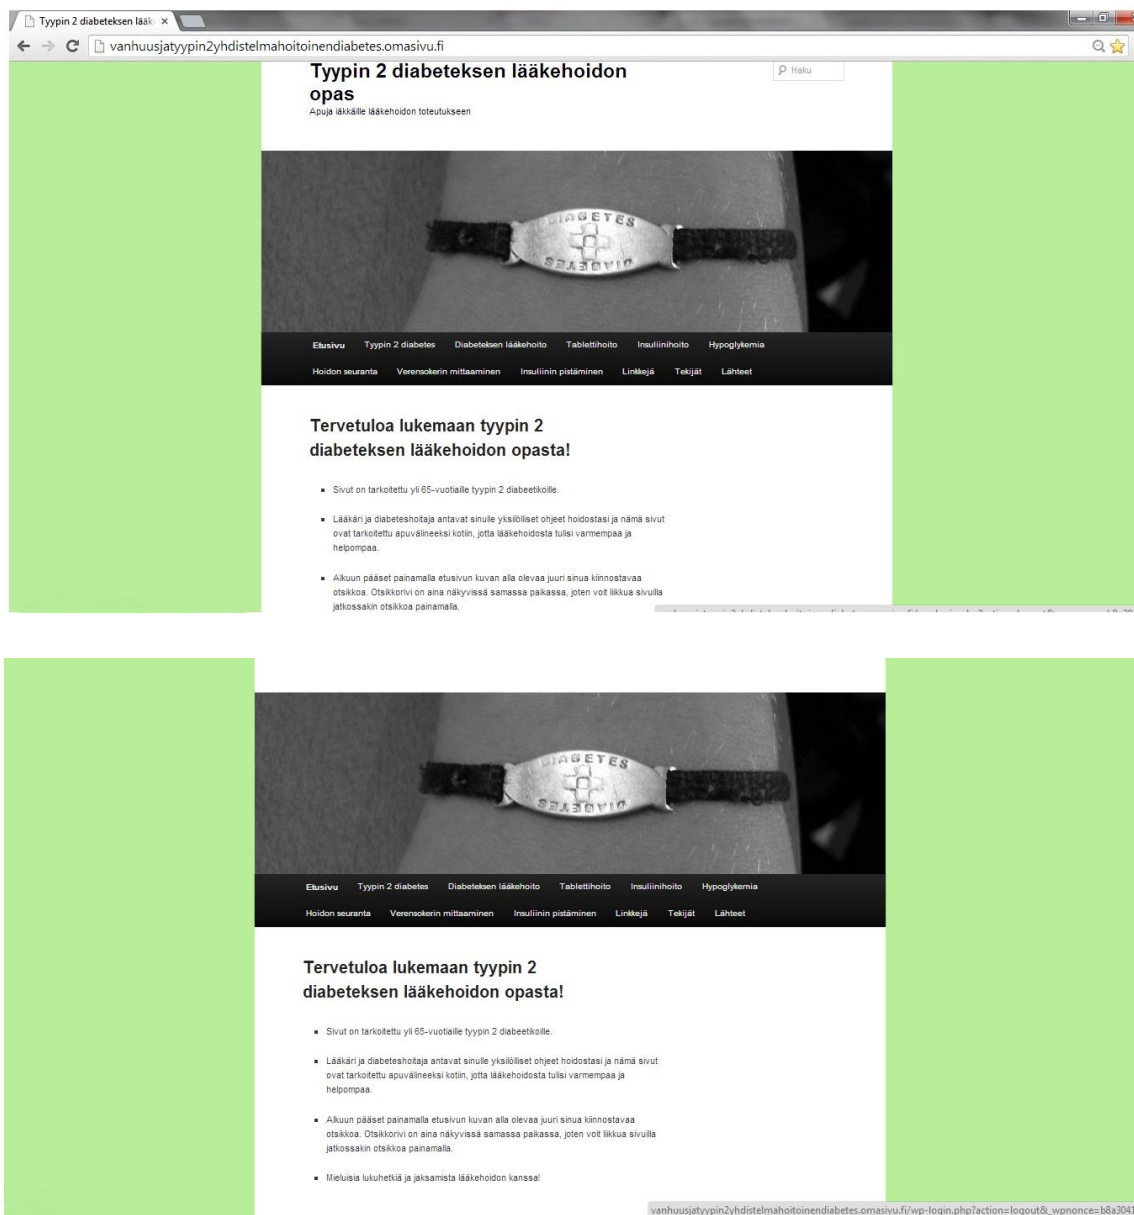 Tyypin 2 diabeteksen lääk
vanhuusjatyypin2yhdistelmahoitoinendiabetes.omasivu.fi
Tyypin 2 diabeteksen lääkehoidon
opas
Haku
Apuja iäkkäille lääkehoidon toteutukseen
DIABETES
DIABETES
Etusivu Tyypin 2 diabetes Diabeteksen lääkehoito Tablettihoito Insuliinihoito Hypoglykemia
Hoidon seuranta Verensokerin mittaaminen Insuliinin pistäminen Linkkejä Tekijät Lähteet
Tervetuloa lukemaan tyypin 2
diabeteksen lääkehoidon opasta!
Sivut on tarkoitettu yli 65-vuotiaille tyypin 2 diabeetikoille.
Lääkäri ja diabeteshoitaja antavat sinulle yksilölliset ohjeet hoidostasi ja nämä sivut
ovat tarkoitettu apuvälineeksi kotiin, jotta lääkehoidosta tulisi varmempaa ja
helpompaa.
Alkuun pääset painamalla etusivun kuvan alla olevaa juuri sinua kiinnostavaa
otsikkoa. Otsikkorivi on aina näkyvissä samassa paikassa, joten voit liikkua sivuilla
jatkossakin otsikkoa painamalla.
DIABETES
DIABETES
Etusivu Tyypin 2 diabetes Diabeteksen lääkehoito Tablettihoito Insuliinihoito Hypoglykemia
Hoidon seuranta Verensokerin mittaaminen Insuliinin pistäminen Linkkejä Tekijät Lähteet
Tervetuloa lukemaan tyypin 2
diabeteksen lääkehoidon opasta!
Sivut on tarkoitettu yli 65-vuotiaille tyypin 2 diabeetikoille.
Lääkäri ja diabeteshoitaja antavat sinulle yksilölliset ohjeet hoidostasi ja nämä sivut
ovat tarkoitettu apuvälineeksi kotiin, jotta lääkehoidosta tulisi varmempaa ja
helpompaa.
Alkuun pääset painamalla etusivun kuvan alla olevaa juuri sinua kiinnostavaa
otsikkoa. Otsikkorivi on aina näkyvissä samassa paikassa, joten voit liikkua sivuilla
jatkossakin otsikkoa painamalla.
Mieluisia lukuhetkiä ja jaksamista lääkehoidon kanssa!
vanhuusjatyypin2yhdistelmahoitoinendiabetes.omasivu.fi/wp-login.php?action=logout&_wpnonce=b8a3041